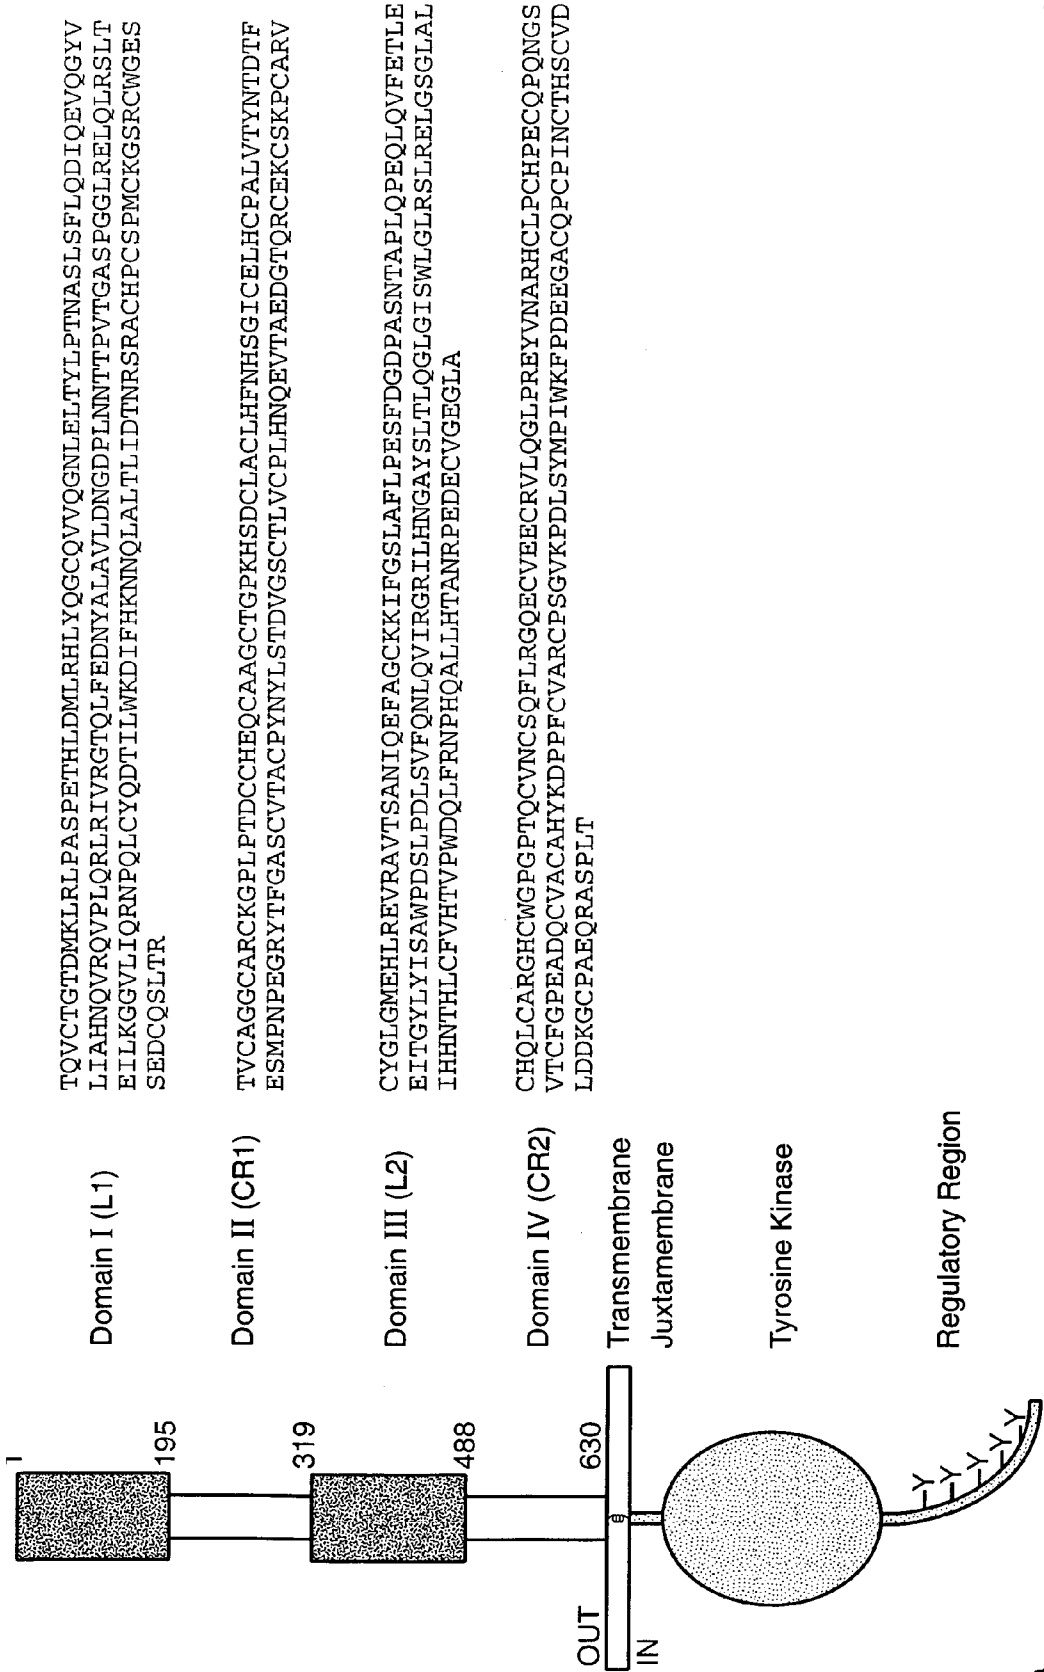 1
195
319
488
630
OUT
IN
Domain I (L1)
TQVCTGTDMKLRLPASPETHLDMLRHLYQGCQVVQGNLELTYLPTNASLSFLQDIQEVQGYV
LIAHNQVRQVPLQRLRIVRGTQLFEDNYALAVLDNGDPLNNTTPVTGASPGGLRELQLRSLT
EILKGGVLIQRNPQLCYQDTILWKDIFHKNNQLALTLIDTNRSRACHPCSPMCKGSRCWGES
SEDCQSLTR
Domain II (CR1)
TVCAGGCARCKGPLPTDCCHEQCAAGCTGPKHSDCLACLHFNHSGICELHCPALVTYNTDTF
ESMPNPEGRYTFGASCVTACPYNYLSTDVGSCTLVCPLHNQEVTAEDGTQRCEKCSKPCARV
Domain III (L2)
CYGLGMEHLREVRAVTSANIQEFAGCKKIFGSLAFLPESFDGDPASNTAPLQPEQLQVFETLE
EITGYLYISAWPDSLPDLSVFQNLQVIRGRILHNGAYSLTLQGLGISWLGLRSLRELGSGLAL
IHHNTHLCFVHTVPWDQLFRNPHQALLHTANRPEDECVGEGLA
Domain IV (CR2)
CHQLCARGHCWGPGPTQCVNCSQFLRGQECVEECRVLQGLPREYVNARHCLPCHPECQPQNGS
VTCFGPEADQCVACAHYKDPPFCVARCPSGVKPDLSYMPIWKFPDEEGACQPCPINCTHSCVD
LDDKGCPAEQRASPLT
Transmembrane
Juxtamembrane
Tyrosine Kinase
Regulatory Region
Y
Y
Y
Y
Y